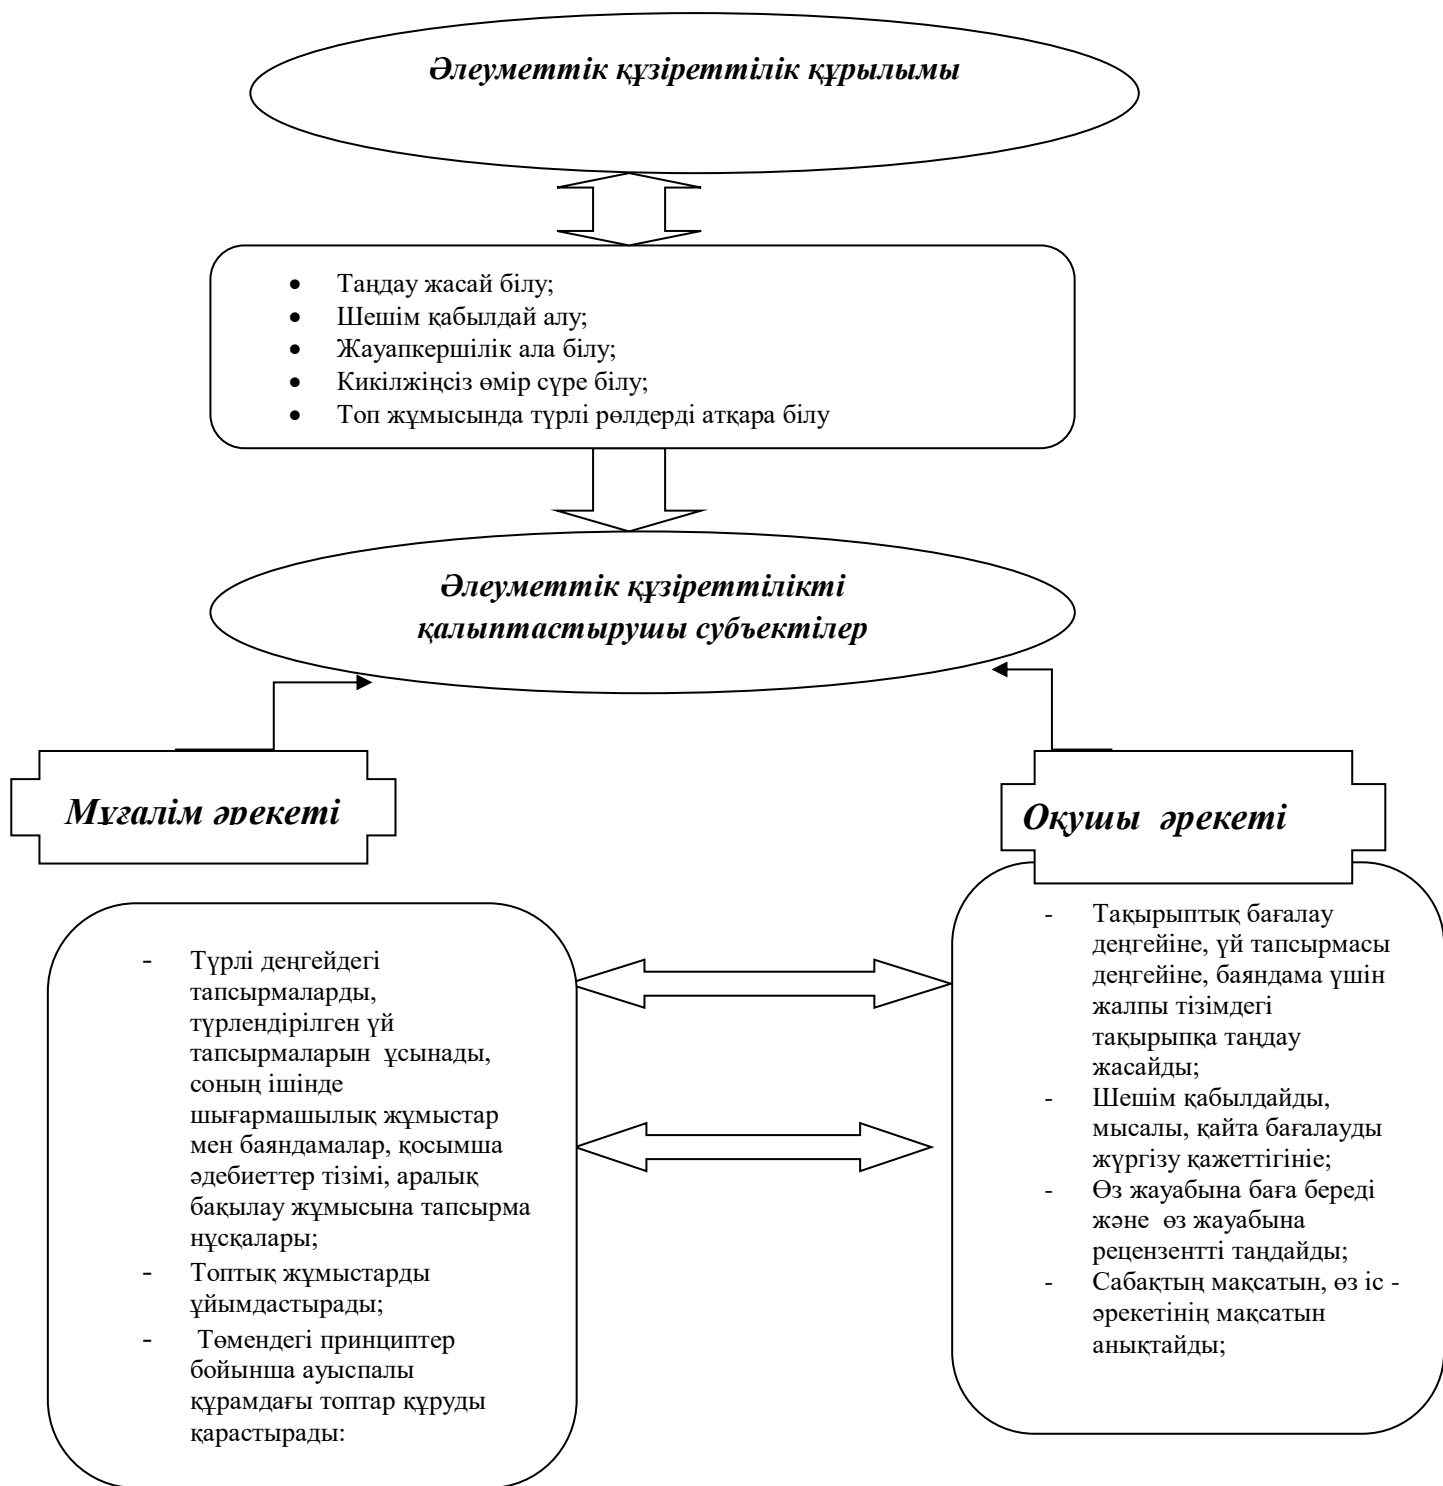 Әлеуметтік құзіреттілік құрылымы
• Таңдау жасай білу;
• Шешім қабылдай алу;
• Жауапкершілік ала білу;
• Кикілжіңсіз өмір сүре білу;
• Топ жұмысында түрлі рөлдерді атқара білу
Әлеуметтік құзіреттілікті
қалыптастырушы субъектілер
Мұғалім әрекеті
Оқушы әрекеті
- Түрлі деңгейдегі
тапсырмаларды,
түрлендірілген үй
тапсырмаларын ұсынады,
соның ішінде
шығармашылық жұмыстар
мен баяндамалар, қосымша
әдебиеттер тізімі, аралық
бақылау жұмысына тапсырма
нұсқалары;
- Топтық жұмыстарды
ұйымдастырады;
- Төмендегі принциптер
бойынша ауыспалы
құрамдағы топтар құруды
қарастырады:
- Тақырыптық бағалау
деңгейіне, үй тапсырмасы
деңгейіне, баяндама үшін
жалпы тізімдегі
тақырыпқа таңдау
жасайды;
- Шешім қабылдайды,
мысалы, қайта бағалауды
жүргізу қажеттігініе;
- Өз жауабына баға береді
және өз жауабына
рецензентті таңдайды;
- Сабақтың мақсатын, өз іс -
әрекетінің мақсатын
анықтайды;